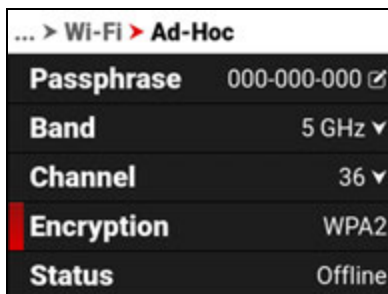 ... > Wi-Fi > Ad-Hoc
Passphrase 000-000-000
Band 5 GHz
Channel 36
Encryption WPA2
Status Offline